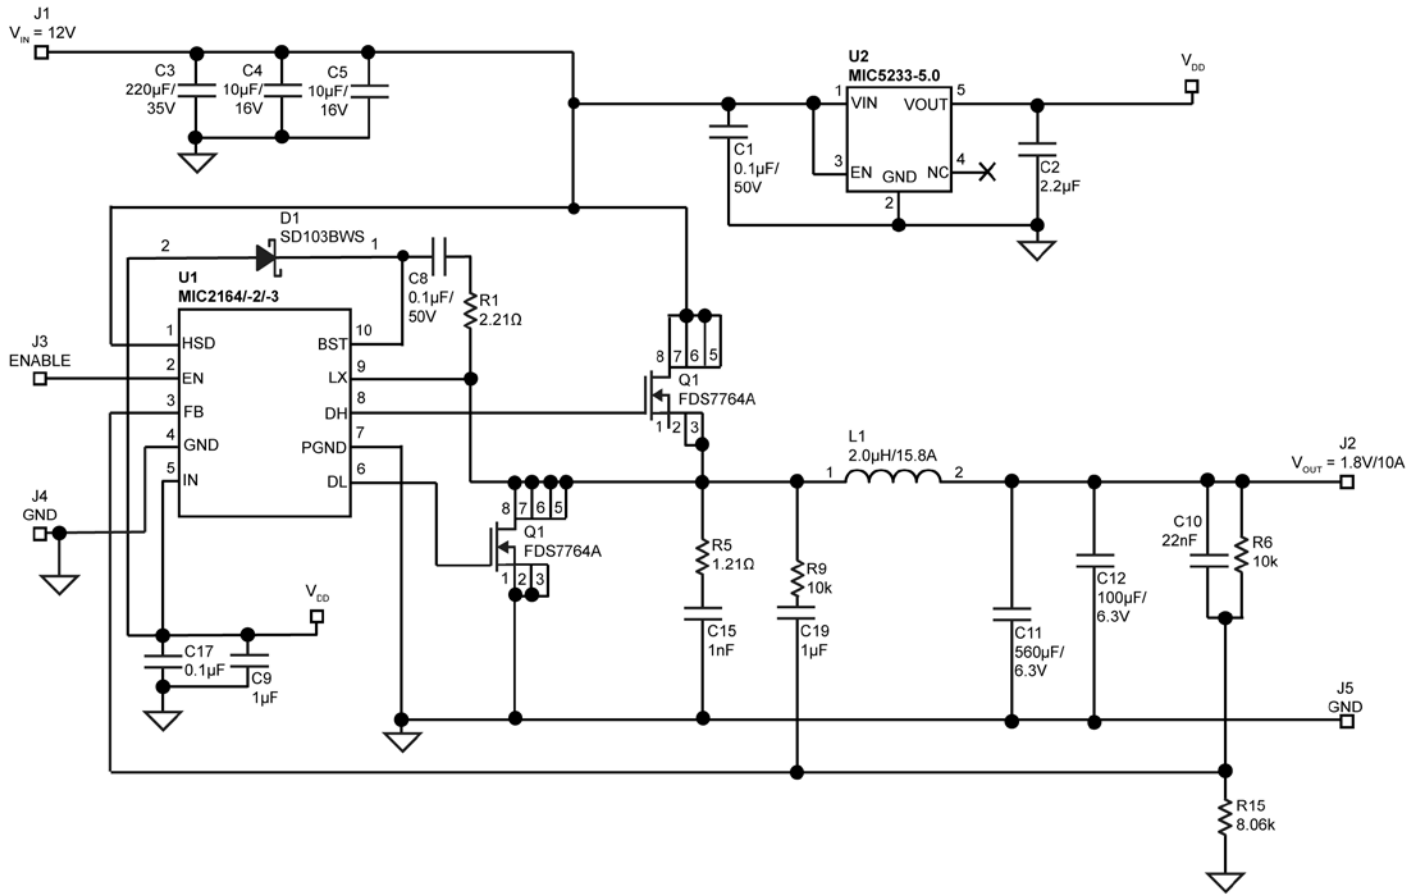 J1
VIN = 12V
C3
220µF/
35V
C4
10µF/
16V
C5
10µF/
16V
U2
MIC5233-5.0
1
VIN
VOUT
5
3
EN
GND
NC
4
2
VDD
C1
0.1µF/
50V
C2
2.2µF
D1
SD103BWS
2
1
C8
0.1µF/
50V
R1
2.21Ω
U1
MIC2164/-2/-3
1
HSD
2
EN
3
FB
4
GND
5
IN
10
BST
9
LX
8
DH
7
PGND
6
DL
J3
ENABLE
J4
GND
8 7 6 5
Q1
FDS7764A
1 2 3
8 7 6 5
Q1
FDS7764A
1 2 3
L1
2.0µH/15.8A
1
2
J2
VOUT = 1.8V/10A
R5
1.21Ω
C15
1nF
R9
10k
C19
1µF
C11
560µF/
6.3V
C12
100µF/
6.3V
C10
22nF
R6
10k
VDD
C17
0.1µF
C9
1µF
J5
GND
R15
8.06k